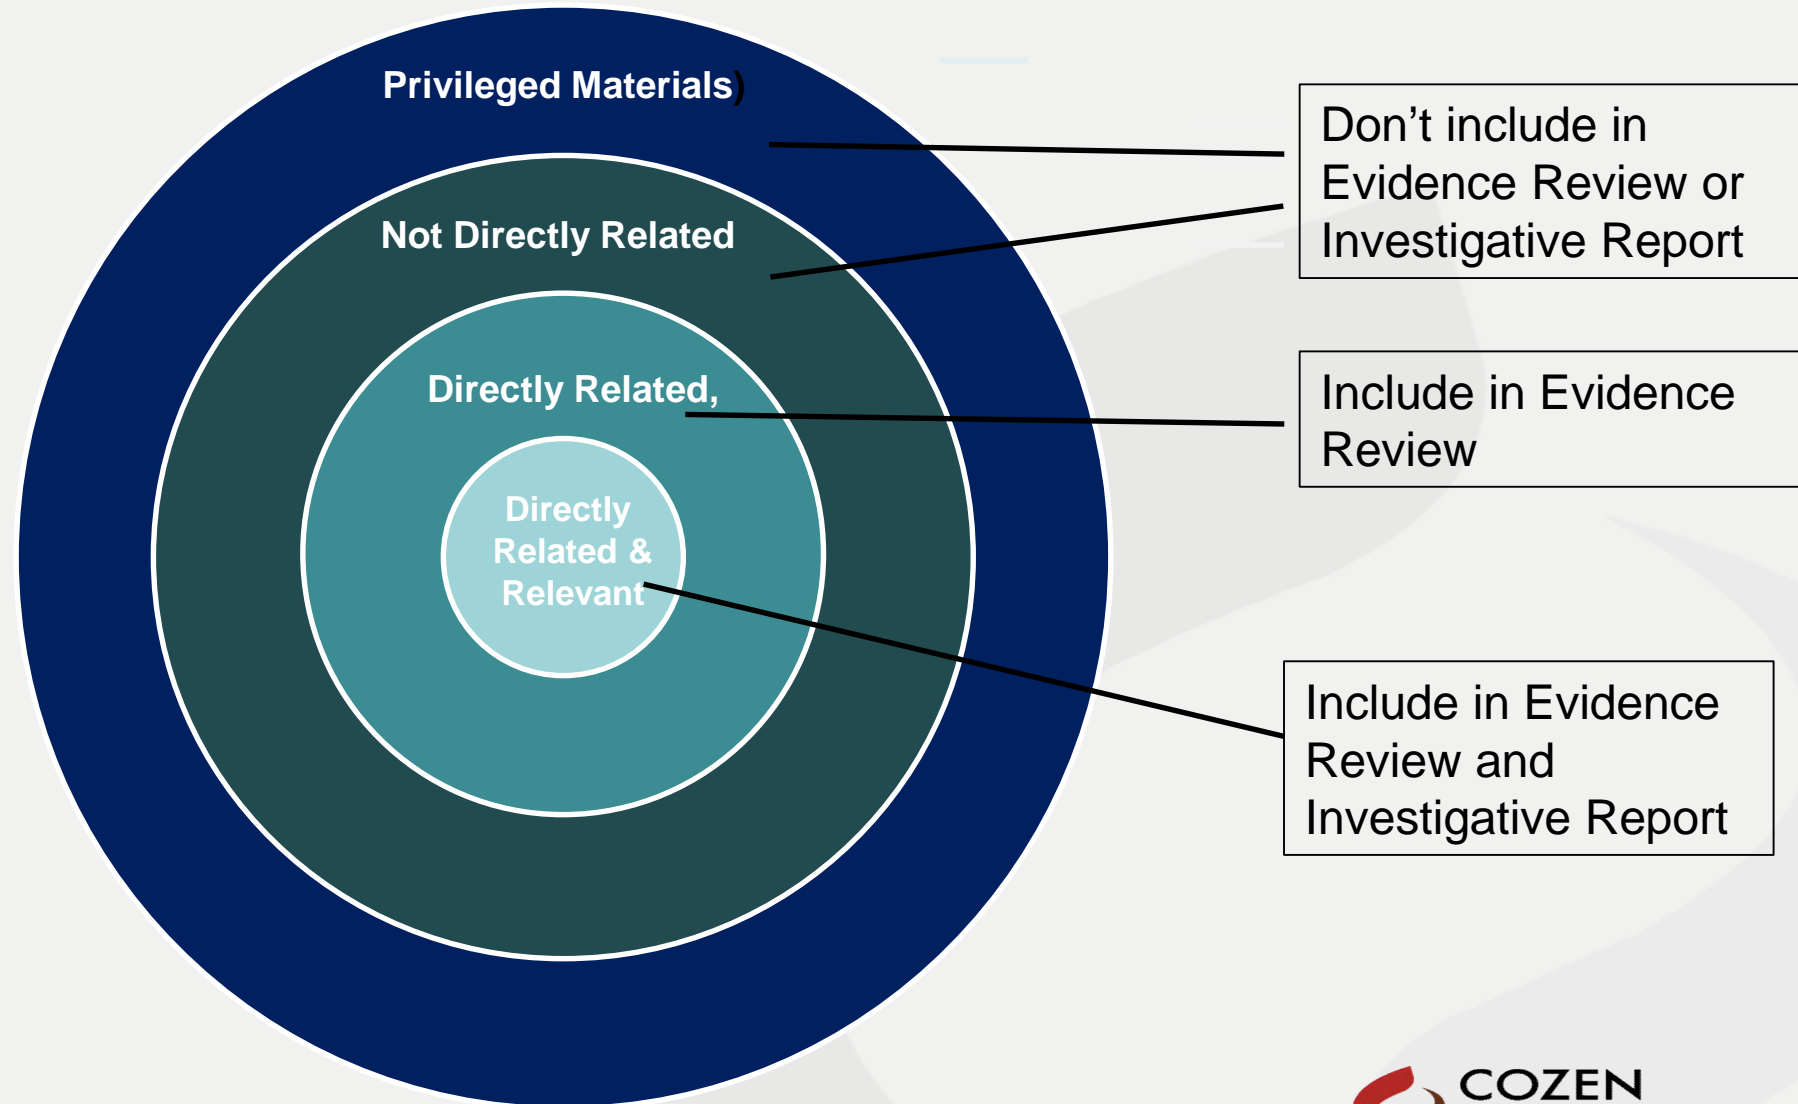 Privileged Materials)
Not Directly Related
Directly Related,
Directly
Related &
Relevant
Don’t include in
Evidence Review or
Investigative Report
Include in Evidence
Review
Include in Evidence
Review and
Investigative Report
COZEN